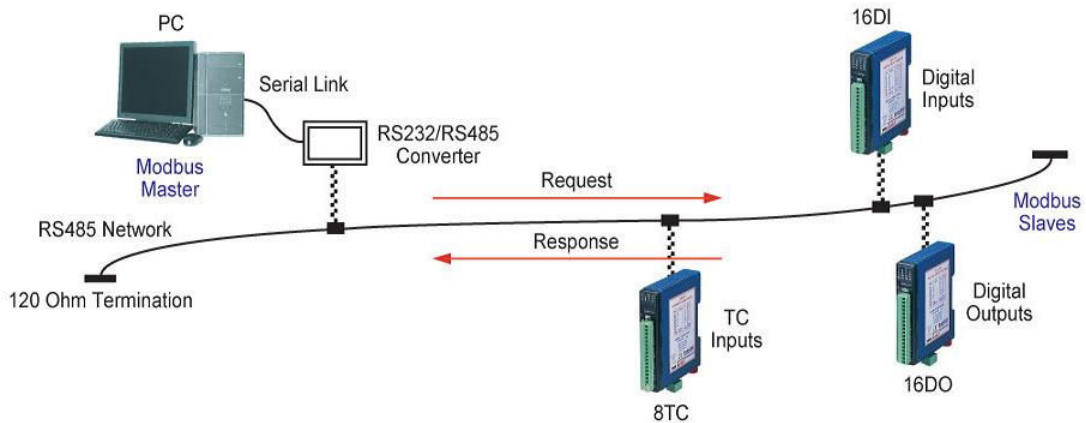 PC
Serial Link
RS232/RS485
Converter
Modbus
Master
16DI
Digital
Inputs
Request
Modbus
Slaves
RS485 Network
Response
120 Ohm Termination
TC
Inputs
8TC
Digital
Outputs
16DO